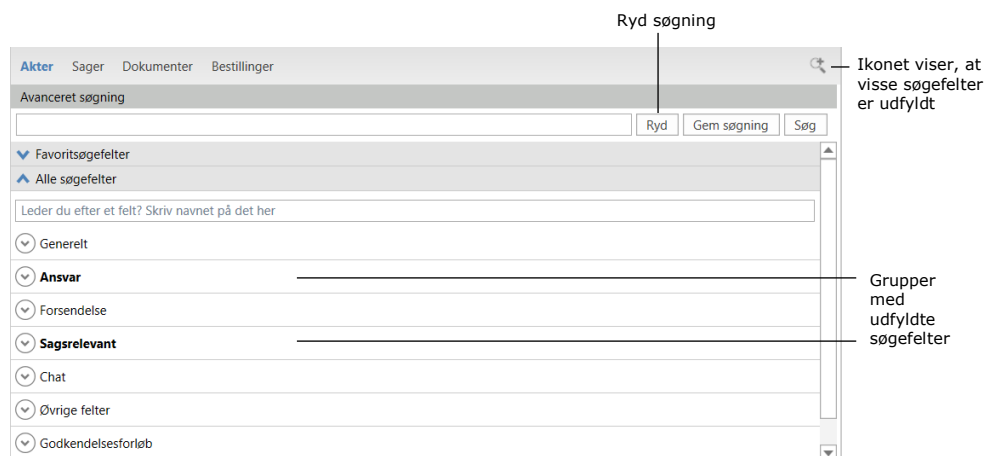 Ryd søgning
Akter Sager Dokumenter Bestillinger
Ikonet viser, at
visse søgefelter
er udfyldt
Avanceret søgning
Ryd Gem søgning Søg
Favoritsøgefelter
Alle søgefelter
Leder du efter et felt? Skriv navnet på det her
Generelt
Ansvar
Grupper
med
udfyldte
søgefelter
Forsendelse
Sagsrelevant
Chat
Øvrige felter
Godkendelsesforløb